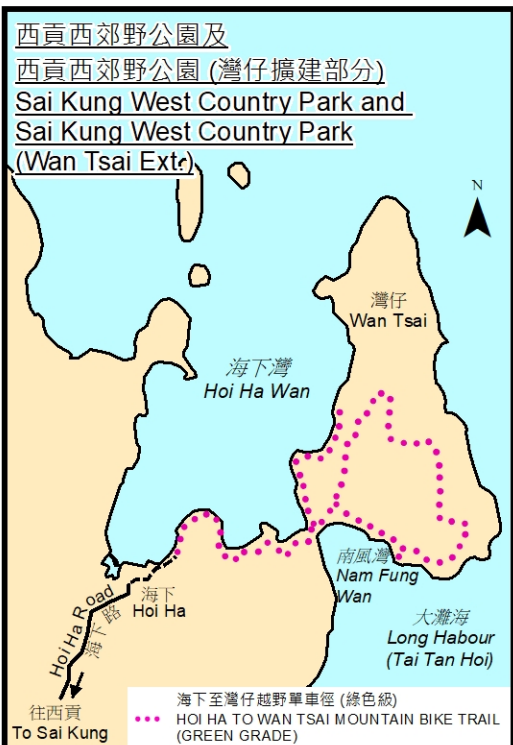 西貢西郊野公園及
西貢西郊野公園 (灣仔擴建部分)
Sai Kung West Country Park and
Sai Kung West Country Park
(Wan Tsai Ext.)
N
灣仔
Wan Tsai
海下灣
Hoi Ha Wan
南風灣
Nam Fung
Wan
大灘海
Long Habour
(Tai Tan Hoi)
海下
Hoi Ha
Hoi Ha Road
海下路
往西貢
To Sai Kung
海下至灣仔越野單車徑 (綠色級)
HOI HA TO WAN TSAI MOUNTAIN BIKE TRAIL
(GREEN GRADE)